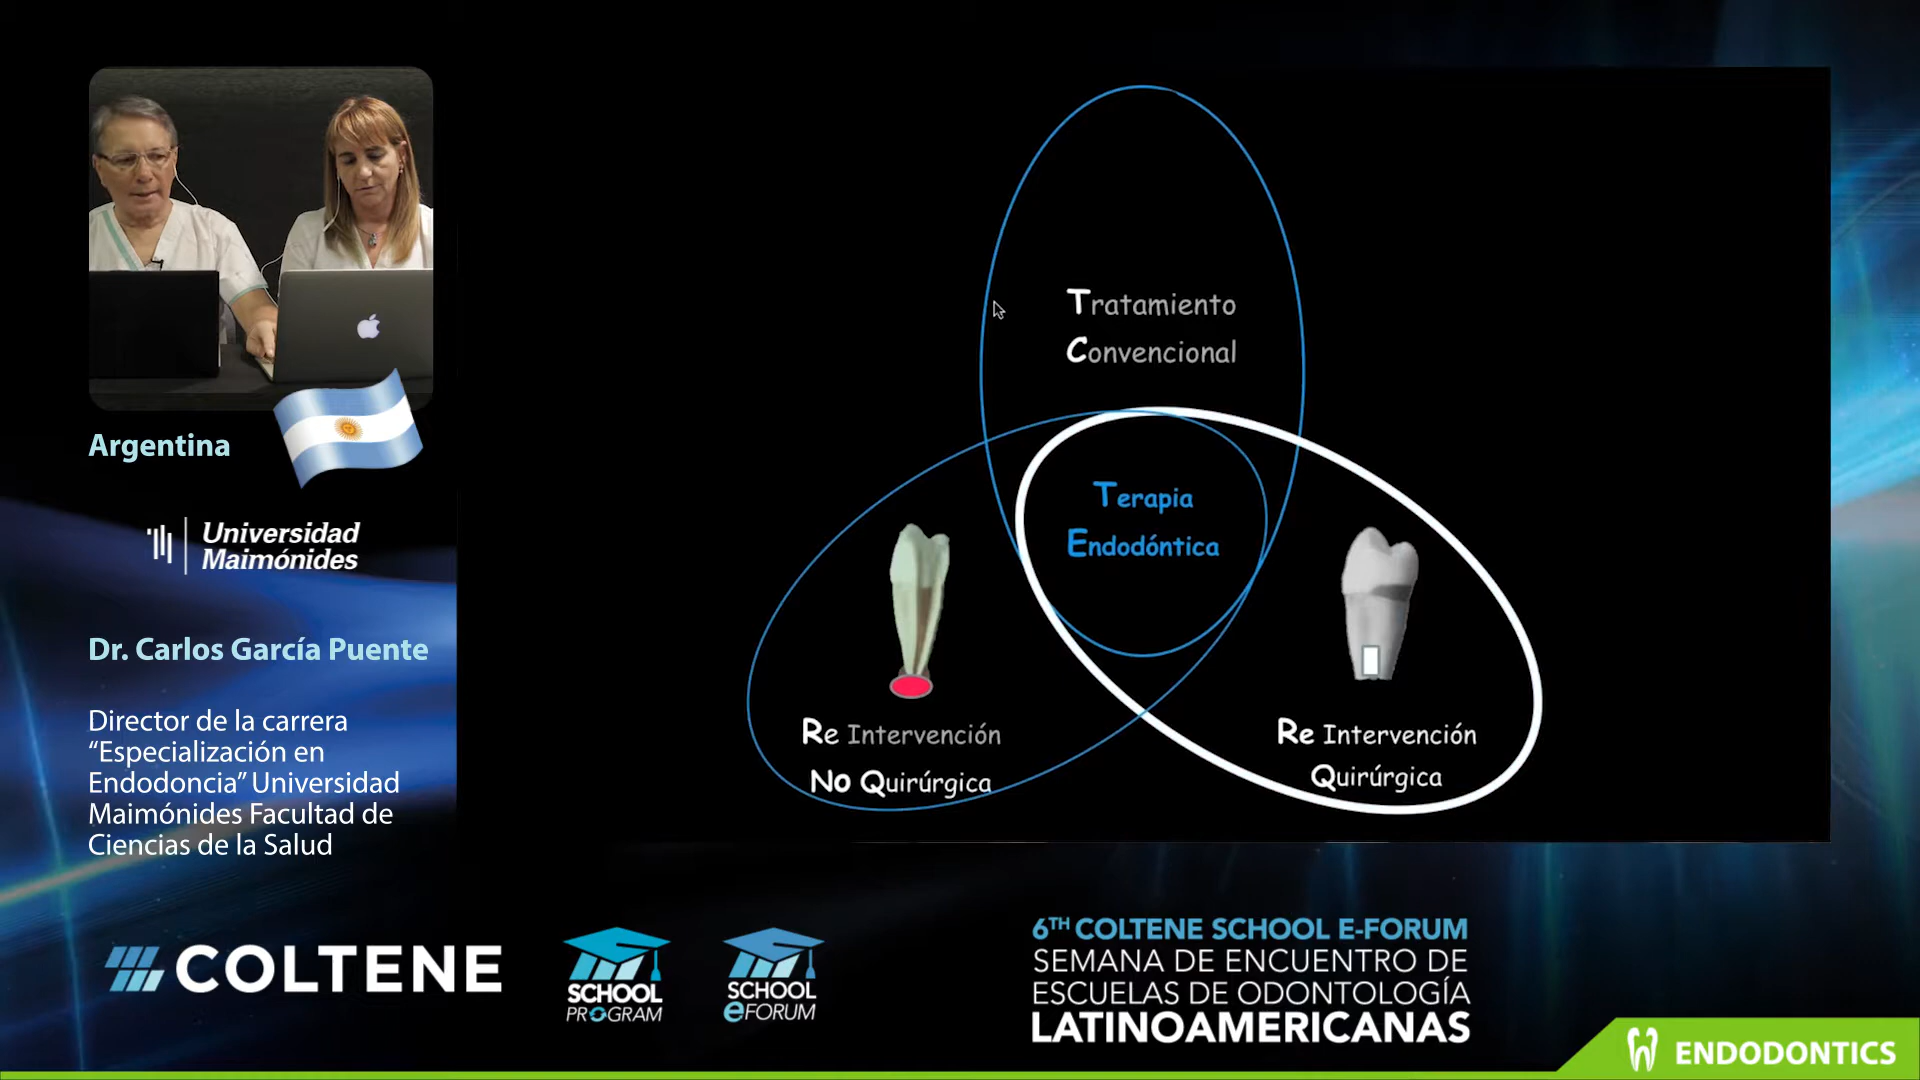 Argentina
Universidad
Maimónides
Dr. Carlos García Puente
Director de la carrera
“Especialización en
Endodoncia” Universidad
Maimónides Facultad de
Ciencias de la Salud
Tratamiento
Convencional
Terapia
Endodóntica
Re Intervención
No Quirúrgica
Re Intervención
Quirúrgica
COLTENE
SCHOOL
PROGRAM
SCHOOL
eFORUM
6TH COLTENE SCHOOL E-FORUM
SEMANA DE ENCUENTRO DE
ESCUELAS DE ODONTOLOGÍA
LATINOAMERICANAS
ENDODONTICS